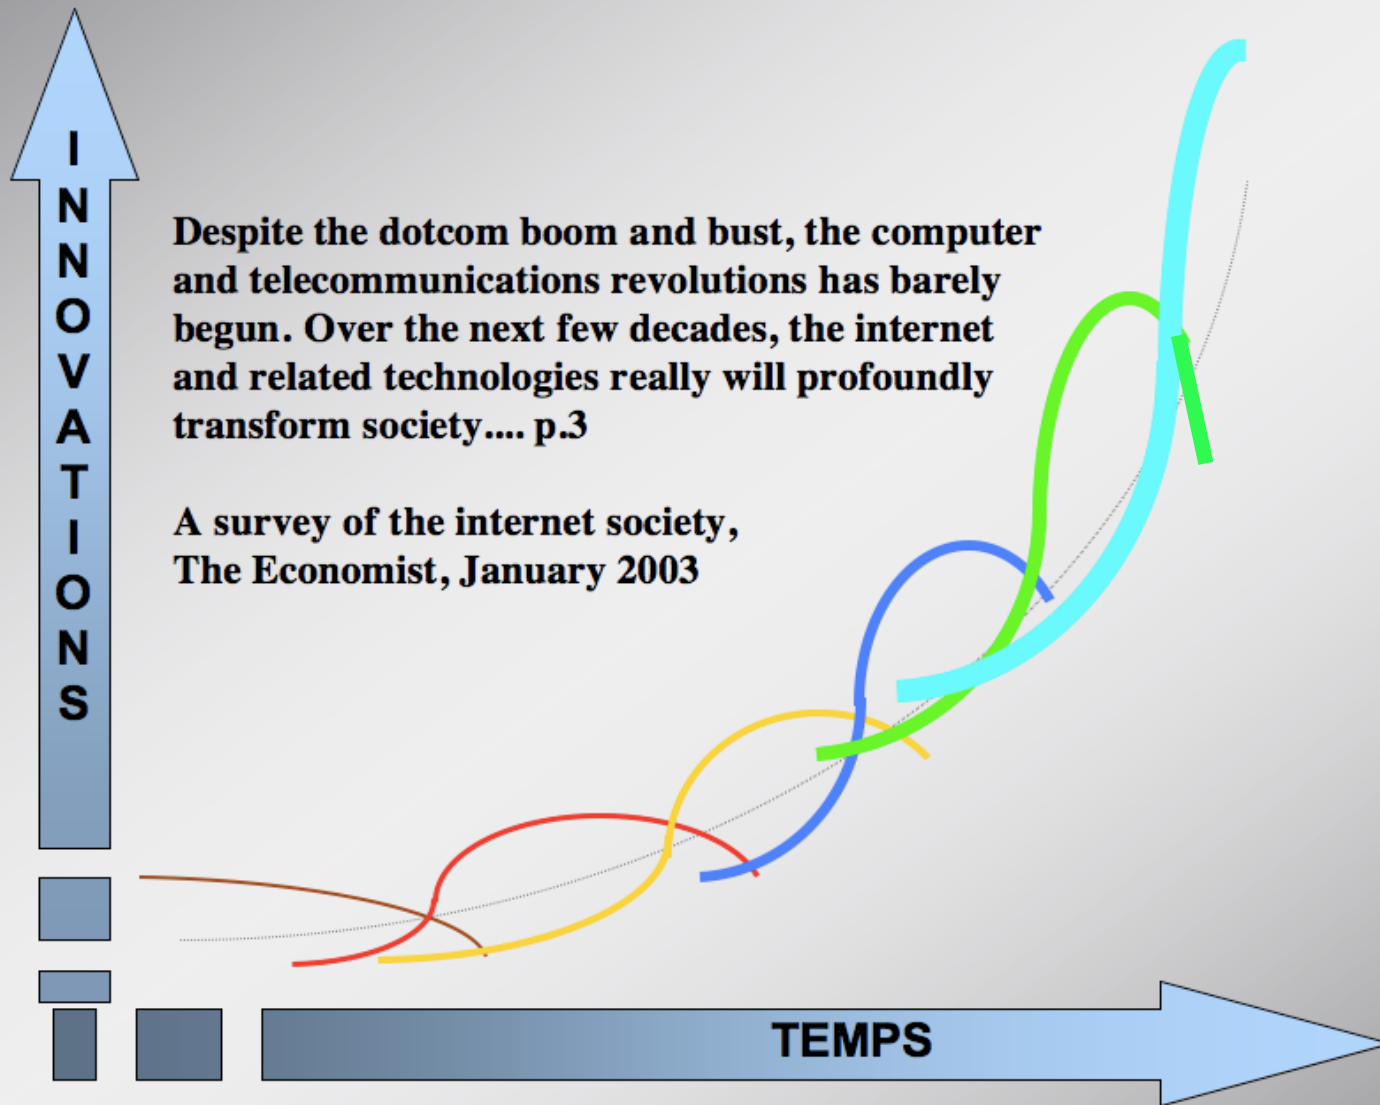 INNOVATIONS
Despite the dotcom boom and bust, the computer
and telecommunications revolutions has barely
begun. Over the next few decades, the internet
and related technologies really will profoundly
transform society.... p.3
A survey of the internet society,
The Economist, January 2003
TEMPS